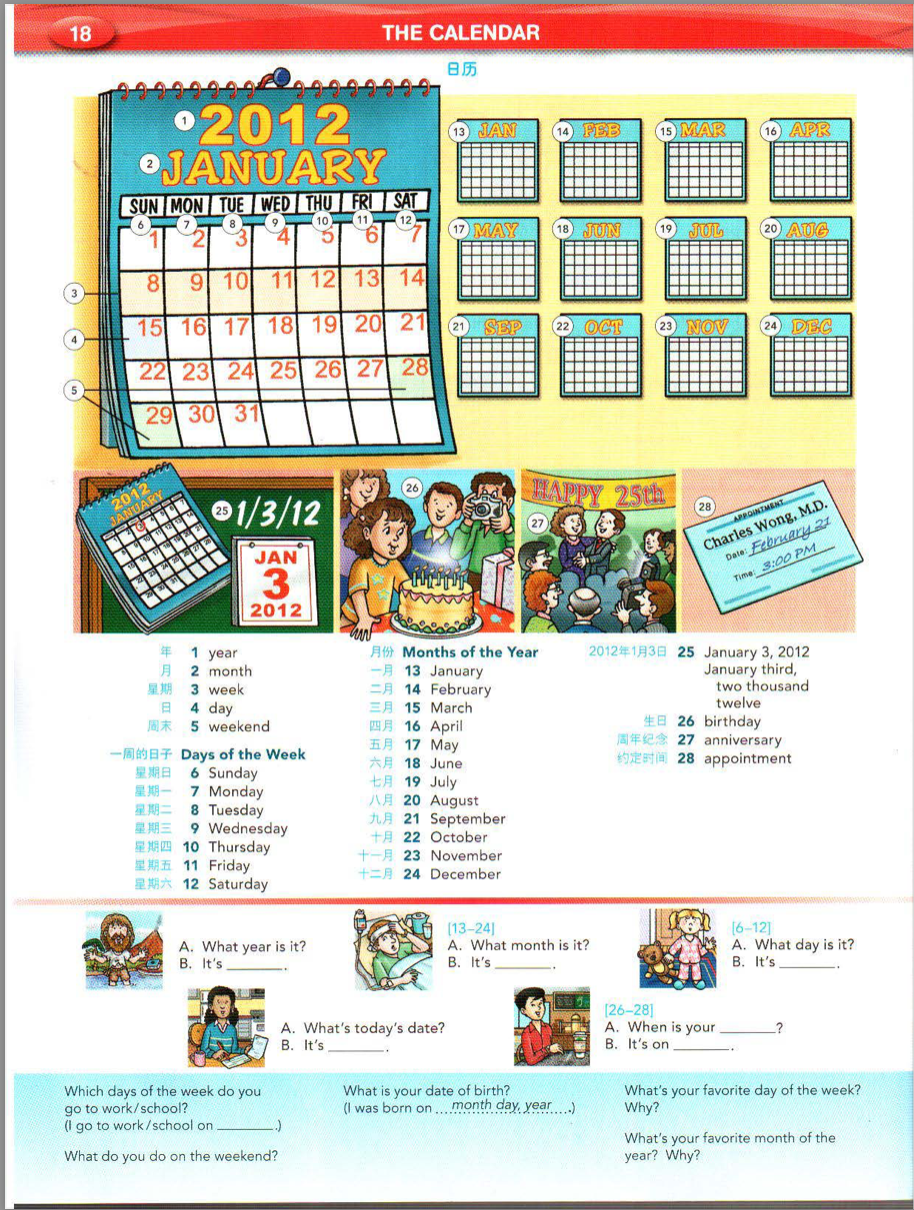 18
THE CALENDAR
日历
1
2012
2
JANUARY
SUN MON TUE WED THU FRI SAT
6 7 8 9 10 11 12
1 2 3 4 5 6 7
3
8 9 10 11 12 13 14
4
15 16 17 18 19 20 21
5
22 23 24 25 26 27 28
29 30 31
13 JAN
14 FEB
15 MAR
16 APR
17 MAY
18 JUN
19 JUL
20 AUG
21 SEP
22 OCT
23 NOV
24 DEC
2012
JANUARY
25
1/3/12
JAN
3
2012
26
HAPPY 25th
27
28
APPOINTMENT
Charles Wong, M.D.
Date: February 21
Time: 3:00 PM
年 1 year
月 2 month
星期 3 week
日 4 day
周末 5 weekend
一周的日子 Days of the Week
星期日 6 Sunday
星期一 7 Monday
星期二 8 Tuesday
星期三 9 Wednesday
星期四 10 Thursday
星期五 11 Friday
星期六 12 Saturday
月份 Months of the Year
一月 13 January
二月 14 February
三月 15 March
四月 16 April
五月 17 May
六月 18 June
七月 19 July
八月 20 August
九月 21 September
十月 22 October
十一月 23 November
十二月 24 December
2012年1月3日 25 January 3, 2012
January third,
two thousand
twelve
生日 26 birthday
周年纪念 27 anniversary
约定时间 28 appointment
A. What year is it?
B. It's ________.
[13–24]
A. What month is it?
B. It's ________.
[6–12]
A. What day is it?
B. It's ________.
A. What's today's date?
B. It's ________.
[26–28]
A. When is your ________?
B. It's on ________.
Which days of the week do you
go to work/school?
(I go to work/school on ________.)
What do you do on the weekend?
What is your date of birth?
(I was born on ... month day, year ...)
What's your favorite day of the week?
Why?
What's your favorite month of the
year? Why?